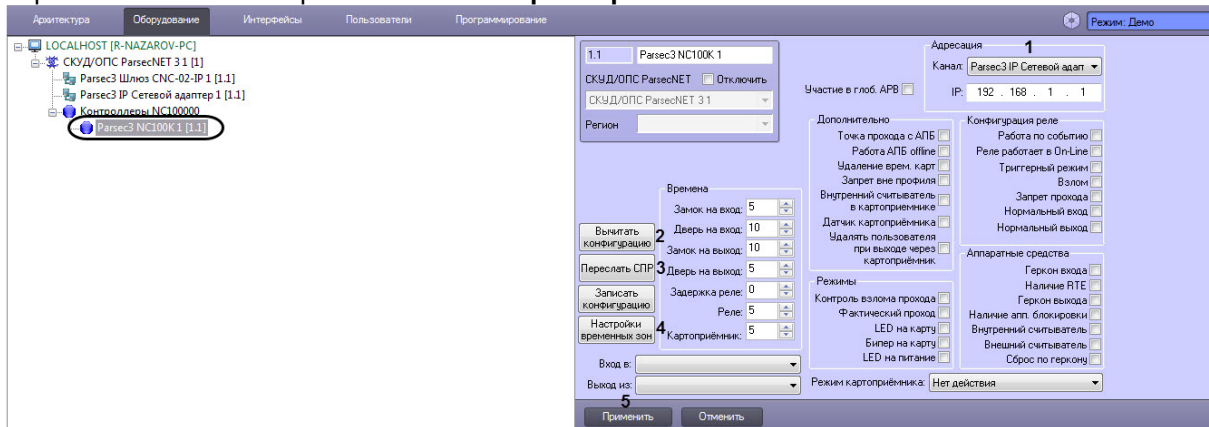 Архитектура Оборудование Интерфейсы Пользователи Программирование Режим: Демо
LOCALHOST [R-NAZAROV-PC]
СКУД/ОПС ParsecNET 3 1 [1]
Parsec3 Шлюз CNC-02-IP 1 [1.1]
Parsec3 IP Сетевой адаптер 1 [1.1]
Контроллеры NC100000
Parsec3 NC100K 1 [1.1]
1.1 Parsec3 NC100K 1
СКУД/ОПС ParsecNET Отключить
СКУД/ОПС ParsecNET 3 1
Регион
Участие в глоб. АРВ
Адресация 1
Канал: Parsec3 IP Сетевой адапт
IP: 192 . 168 . 1 . 1
Вычитать конфигурацию 2
Переслать СПР 3
Записать конфигурацию
Настройки временных зон 4
Времена
Замок на вход: 5
Дверь на вход: 10
Замок на выход: 10
Дверь на выход: 5
Задержка реле: 0
Реле: 5
Картоприёмник: 5
Вход в:
Выход из:
Дополнительно
Точка прохода с АПБ
Работа АПБ offline
Удаление врем. карт
Запрет вне профиля
Внутренний считыватель
в картоприемнике
Датчик картоприёмника
Удалять пользователя
при выходе через
картоприёмник
Режимы
Контроль взлома прохода
Фактический проход
LED на карту
Бипер на карту
LED на питание
Режим картоприёмника: Нет действия
Конфигурация реле
Работа по событию
Реле работает в On-Line
Триггерный режим
Взлом
Запрет прохода
Нормальный вход
Нормальный выход
Аппаратные средства
Геркон входа
Наличие RTE
Геркон выхода
Наличие апп. блокировки
Внутренний считыватель
Внешний считыватель
Сброс по геркону
5
Применить Отменить